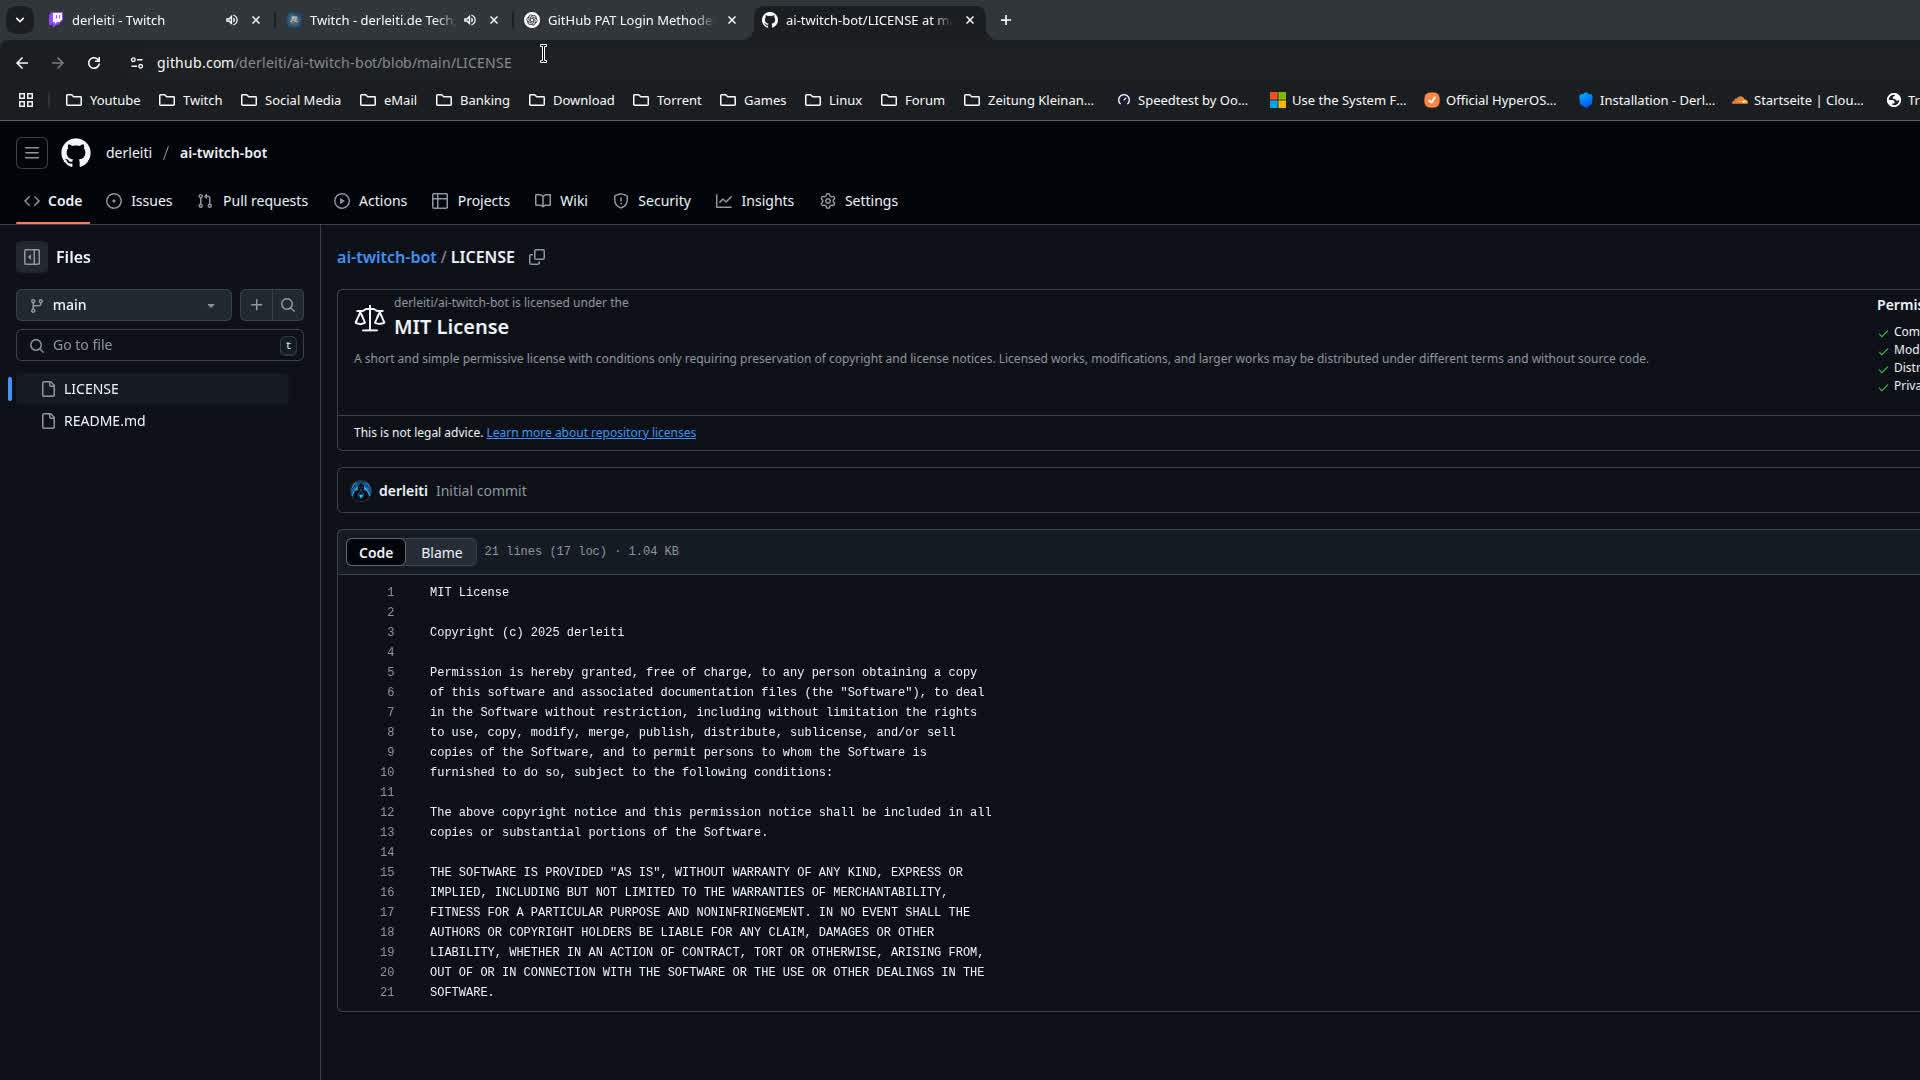 derleiti - Twitch
Twitch - derleiti.de Tech
GitHub PAT Login Methode
ai-twitch-bot/LICENSE at m
github.com/derleiti/ai-twitch-bot/blob/main/LICENSE
Youtube
Twitch
Social Media
eMail
Banking
Download
Torrent
Games
Linux
Forum
Zeitung Kleinan...
Speedtest by Oo...
Use the System F...
Official HyperOS...
Installation - Derl...
Startseite | Clou...
Tr
derleiti / ai-twitch-bot
Code
Issues
Pull requests
Actions
Projects
Wiki
Security
Insights
Settings
Files
main
Go to file
t
LICENSE
README.md
ai-twitch-bot / LICENSE
derleiti/ai-twitch-bot is licensed under the
MIT License
A short and simple permissive license with conditions only requiring preservation of copyright and license notices. Licensed works, modifications, and larger works may be distributed under different terms and without source code.
Permis
Com
Mod
Distr
Priva
This is not legal advice. Learn more about repository licenses
derleiti Initial commit
Code
Blame
21 lines (17 loc) · 1.04 KB
1 MIT License
2
3 Copyright (c) 2025 derleiti
4
5 Permission is hereby granted, free of charge, to any person obtaining a copy
6 of this software and associated documentation files (the "Software"), to deal
7 in the Software without restriction, including without limitation the rights
8 to use, copy, modify, merge, publish, distribute, sublicense, and/or sell
9 copies of the Software, and to permit persons to whom the Software is
10 furnished to do so, subject to the following conditions:
11
12 The above copyright notice and this permission notice shall be included in all
13 copies or substantial portions of the Software.
14
15 THE SOFTWARE IS PROVIDED "AS IS", WITHOUT WARRANTY OF ANY KIND, EXPRESS OR
16 IMPLIED, INCLUDING BUT NOT LIMITED TO THE WARRANTIES OF MERCHANTABILITY,
17 FITNESS FOR A PARTICULAR PURPOSE AND NONINFRINGEMENT. IN NO EVENT SHALL THE
18 AUTHORS OR COPYRIGHT HOLDERS BE LIABLE FOR ANY CLAIM, DAMAGES OR OTHER
19 LIABILITY, WHETHER IN AN ACTION OF CONTRACT, TORT OR OTHERWISE, ARISING FROM,
20 OUT OF OR IN CONNECTION WITH THE SOFTWARE OR THE USE OR OTHER DEALINGS IN THE
21 SOFTWARE.